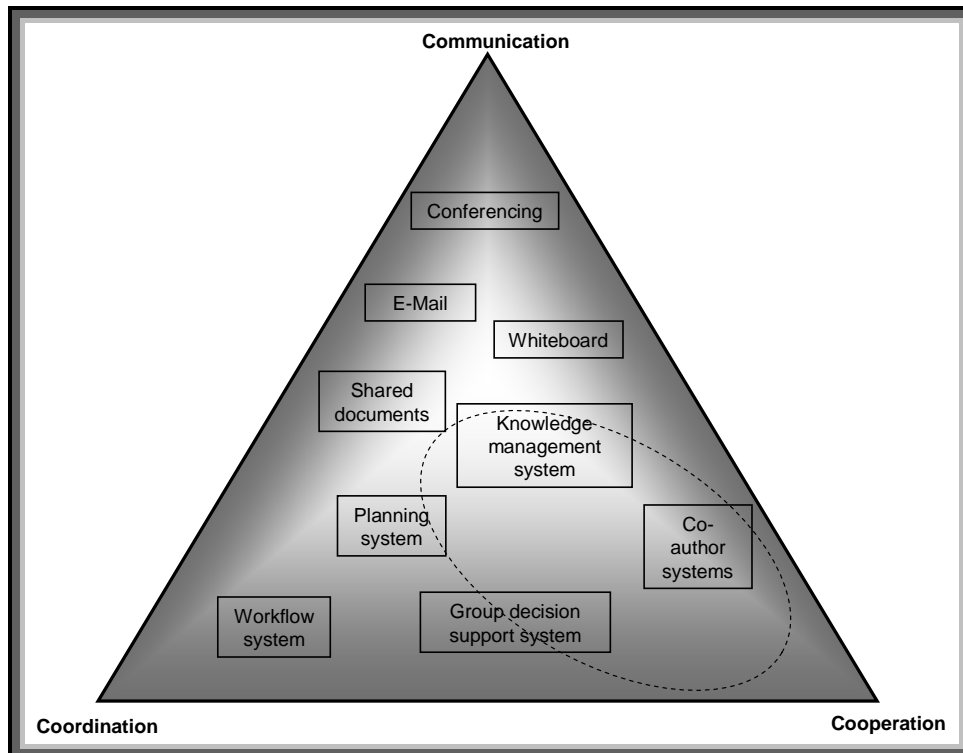 Communication
Conferencing
E-Mail
Whiteboard
Shared
documents
Knowledge
management
system
Planning
system
Co-
author
systems
Workflow
system
Group decision
support system
Coordination
Cooperation